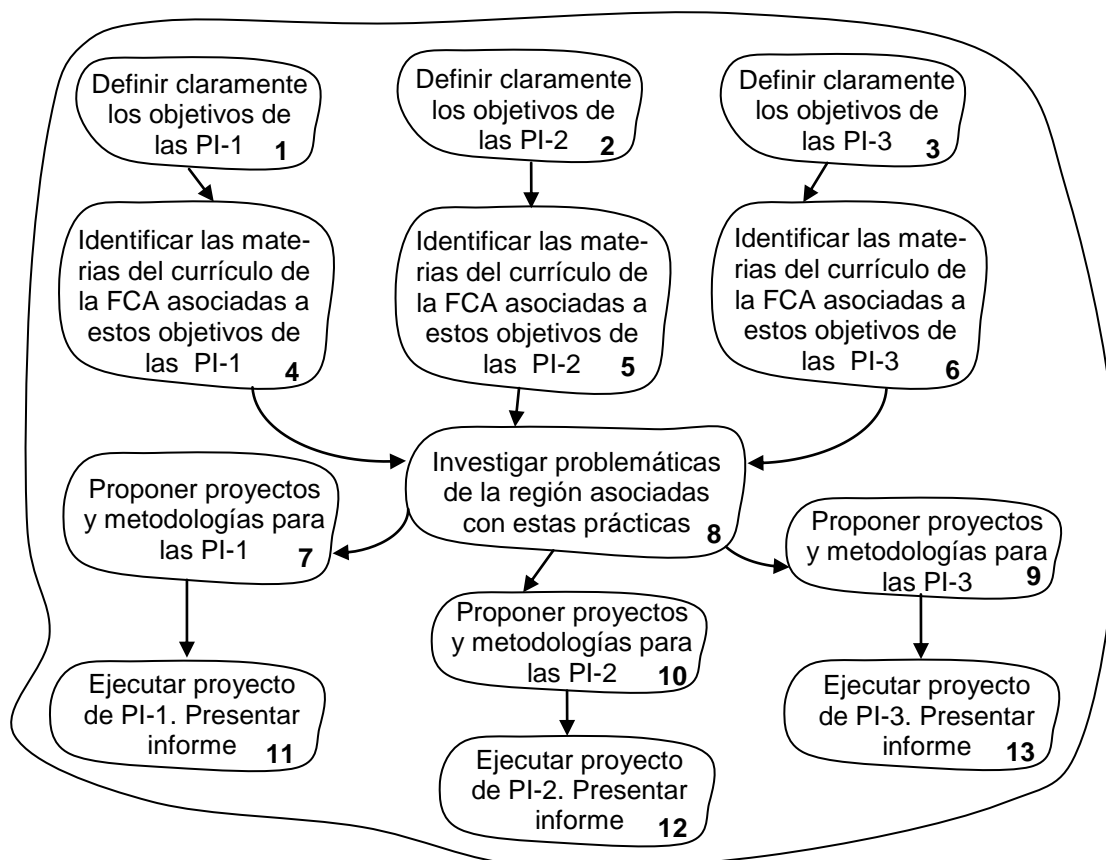 Definir claramente
los objetivos de
las PI-1 1
Definir claramente
los objetivos de
las PI-2 2
Definir claramente
los objetivos de
las PI-3 3
Identificar las mate-
rias del currículo de
la FCA asociadas a
estos objetivos de
las PI-1 4
Identificar las mate-
rias del currículo de
la FCA asociadas a
estos objetivos de
las PI-2 5
Identificar las mate-
rias del currículo de
la FCA asociadas a
estos objetivos de
las PI-3 6
Proponer proyectos
y metodologías para
las PI-1 7
Investigar problemáticas
de la región asociadas
con estas prácticas 8
Proponer proyectos
y metodologías para
las PI-3 9
Proponer proyectos
y metodologías para
las PI-2 10
Ejecutar proyecto
de PI-1. Presentar
informe 11
Ejecutar proyecto
de PI-2. Presentar
informe 12
Ejecutar proyecto
de PI-3. Presentar
informe 13